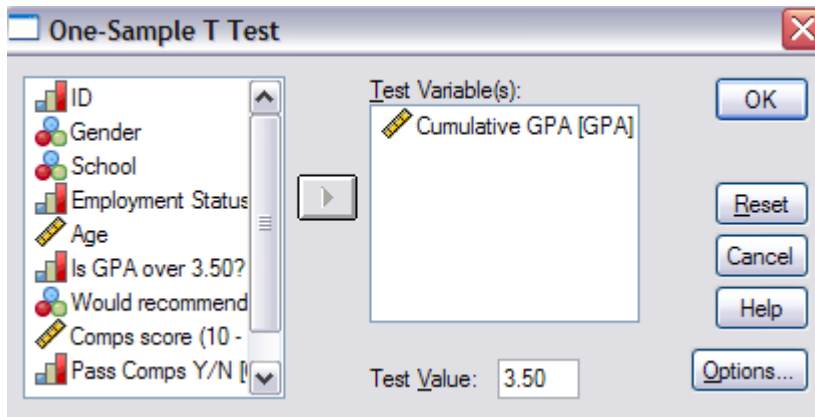 One-Sample T Test
ID
Gender
School
Employment Status
Age
Is GPA over 3.50?
Would recommend
Comps score (10 -
Pass Comps Y/N [
Test Variable(s):
Cumulative GPA [GPA]
Test Value: 3.50
OK
Reset
Cancel
Help
Options...